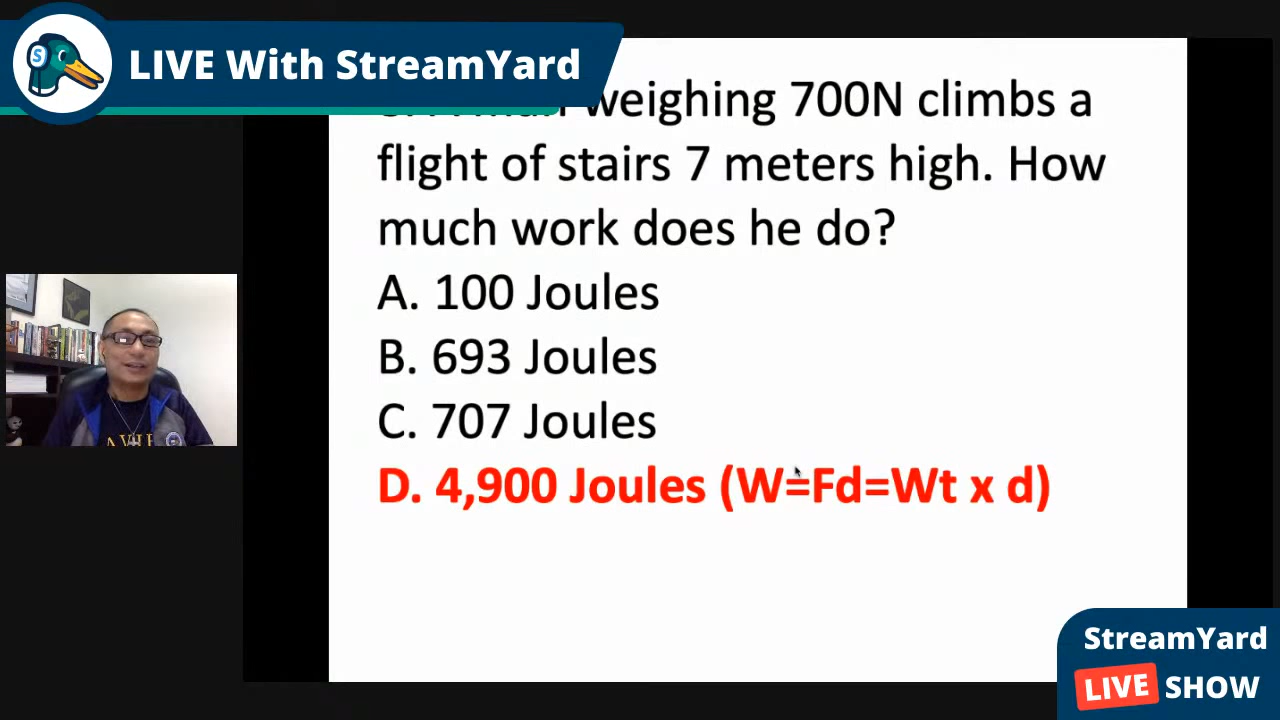 LIVE With StreamYard
weighing 700N climbs a
flight of stairs 7 meters high. How
much work does he do?
A. 100 Joules
B. 693 Joules
C. 707 Joules
D. 4,900 Joules (W=Fd=Wt x d)
StreamYard
LIVE SHOW